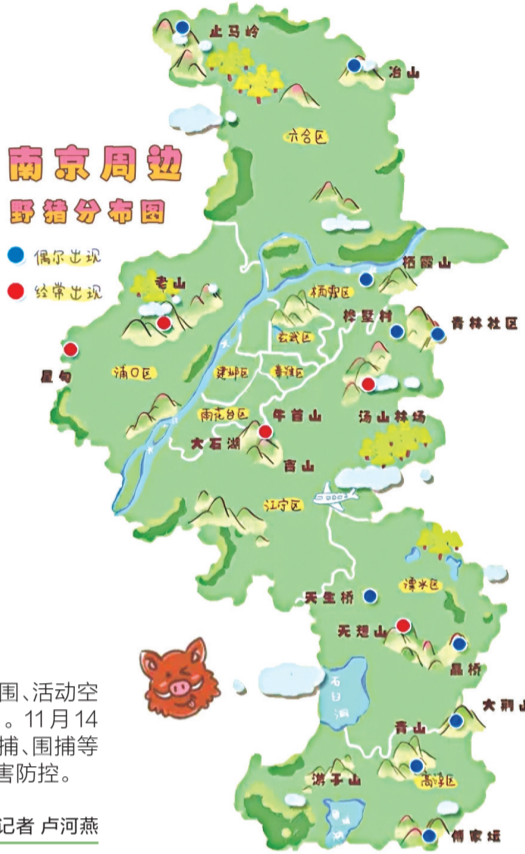 止马岭
冶山
六合区
南京周边
野猪分布图
偶尔出现
经常出现
栖霞山
老山
栖霞区
桦墅村
青林社区
玄武区
星甸
浦口区
建邺区
秦淮区
雨花台区
牛首山
汤山林场
大石湖
吉山
江宁区
溧水区
天生桥
无想山
晶桥
石臼湖
大荆山
青山
游子山
高淳区
傅家坛
围、活动空
。11月14
捕、围捕等
害防控。
记者 卢河燕